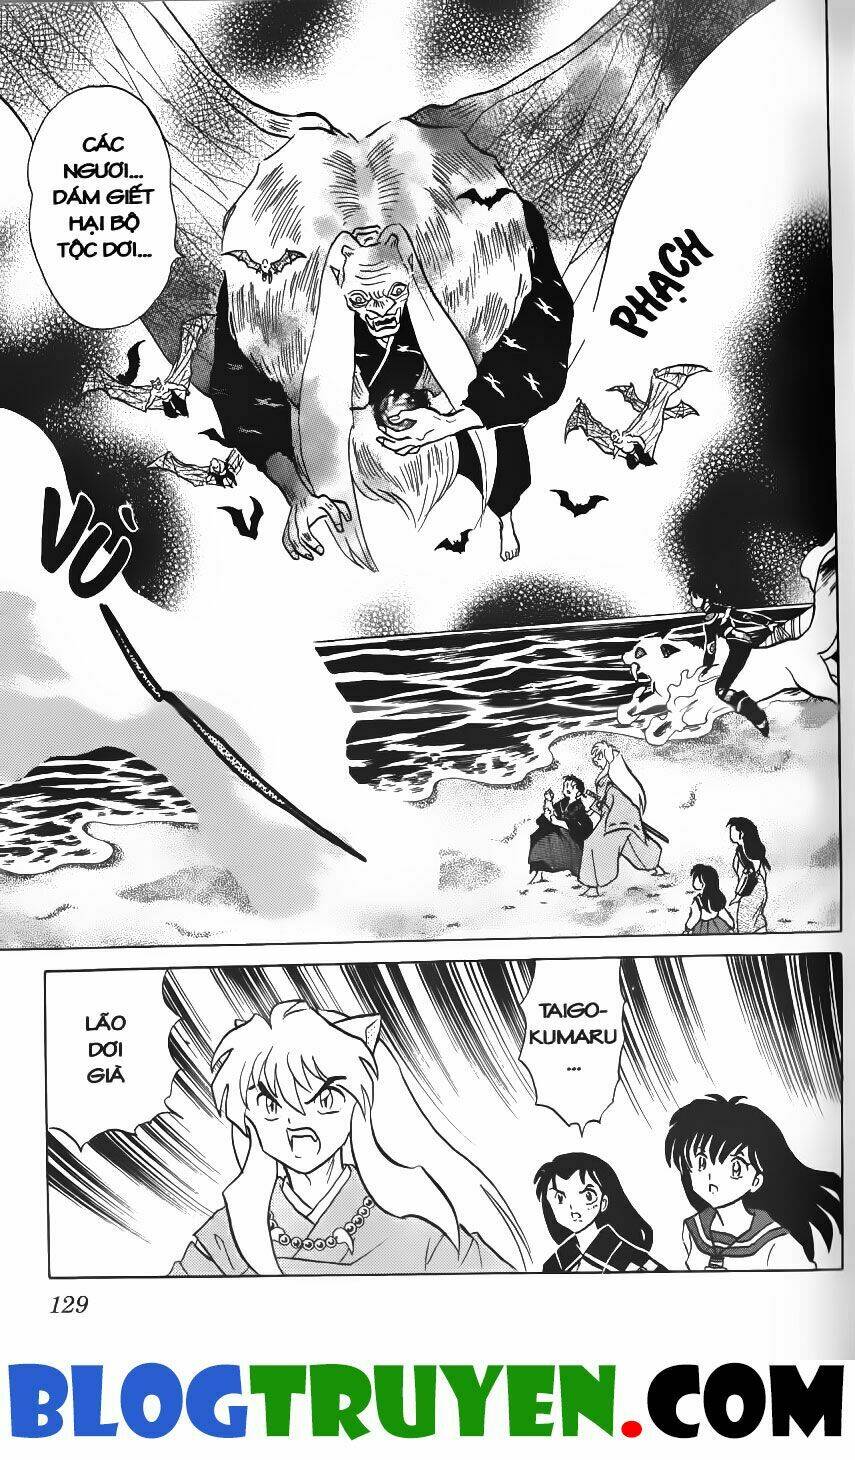 CÁC
NGƯƠI...
DÁM GIẾT
HẠI BỘ
TỘC DƠI...
PHẠCH
VÙ
LÃO
DƠI
GIÀ
TAIGO-
KUMARU
...
129
BLOGTRUYEN.COM